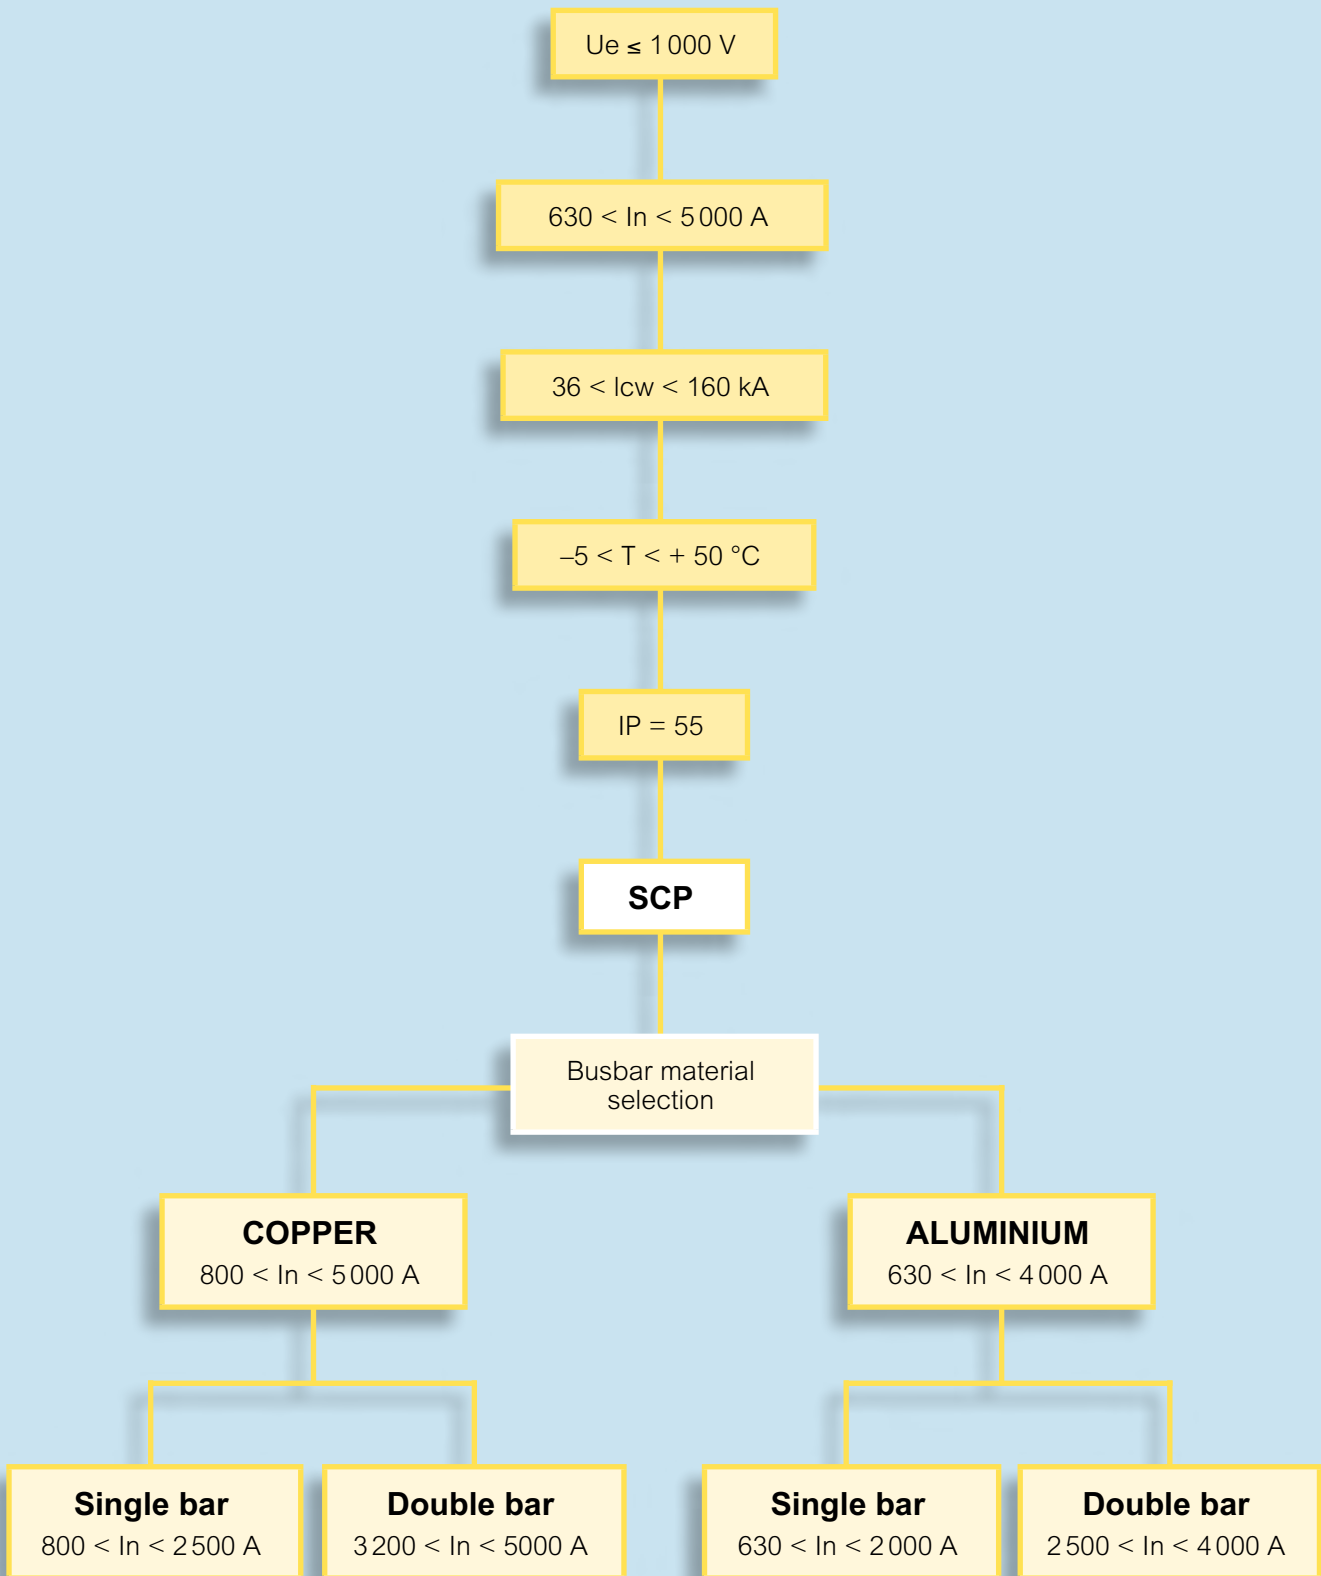 Ue ≤ 1 000 V
630 < In < 5 000 A
36 < Icw < 160 kA
–5 < T < + 50 °C
IP = 55
SCP
Busbar material
selection
COPPER
800 < In < 5 000 A
ALUMINIUM
630 < In < 4 000 A
Single bar
800 < In < 2 500 A
Double bar
3 200 < In < 5000 A
Single bar
630 < In < 2 000 A
Double bar
2 500 < In < 4 000 A